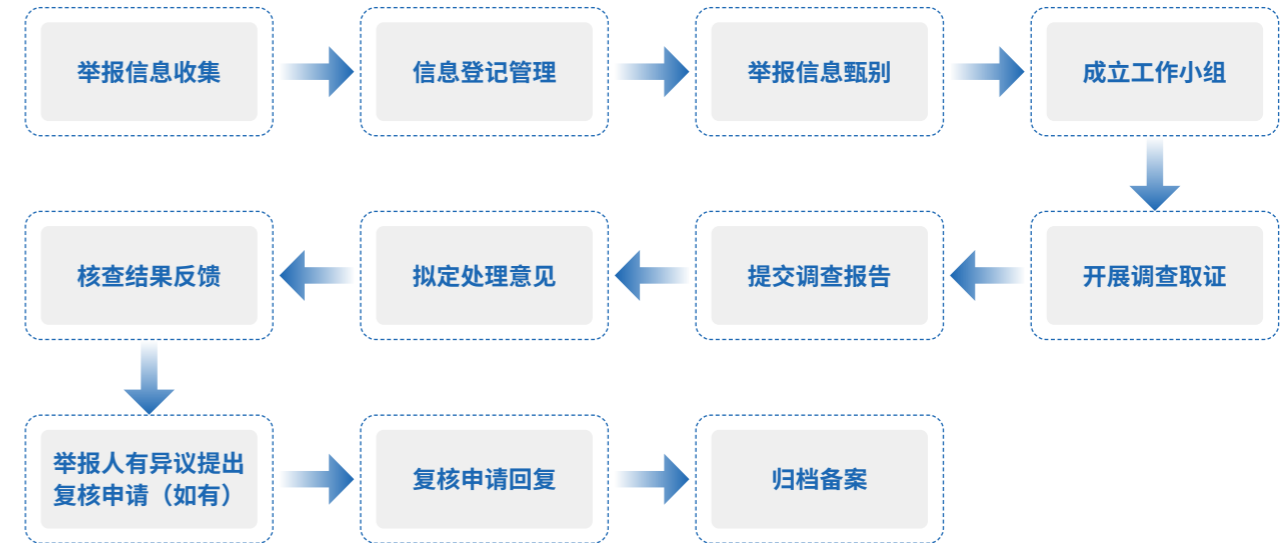 举报信息收集
信息登记管理
举报信息甄别
成立工作小组
开展调查取证
提交调查报告
拟定处理意见
核查结果反馈
举报人有异议提出
复核申请（如有）
复核申请回复
归档备案